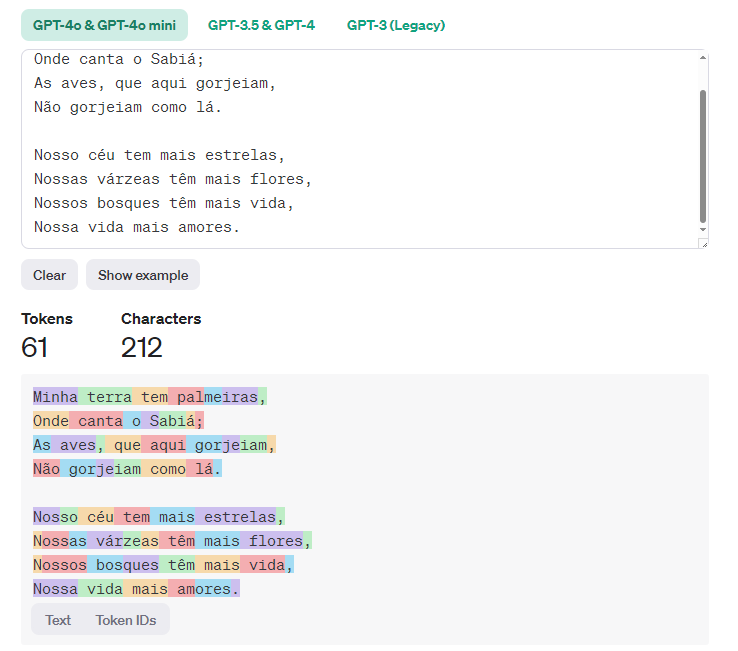 GPT-4o & GPT-4o mini GPT-3.5 & GPT-4 GPT-3 (Legacy)
Onde canta o Sabiá;
As aves, que aqui gorjeiam,
Não gorjeiam como lá.

Nosso céu tem mais estrelas,
Nossas várzeas têm mais flores,
Nossos bosques têm mais vida,
Nossa vida mais amores.
Clear Show example
Tokens Characters
61 212
Minha terra tem palmeiras,
Onde canta o Sabiá;
As aves, que aqui gorjeiam,
Não gorjeiam como lá.

Nosso céu tem mais estrelas,
Nossas várzeas têm mais flores,
Nossos bosques têm mais vida,
Nossa vida mais amores.
Text Token IDs